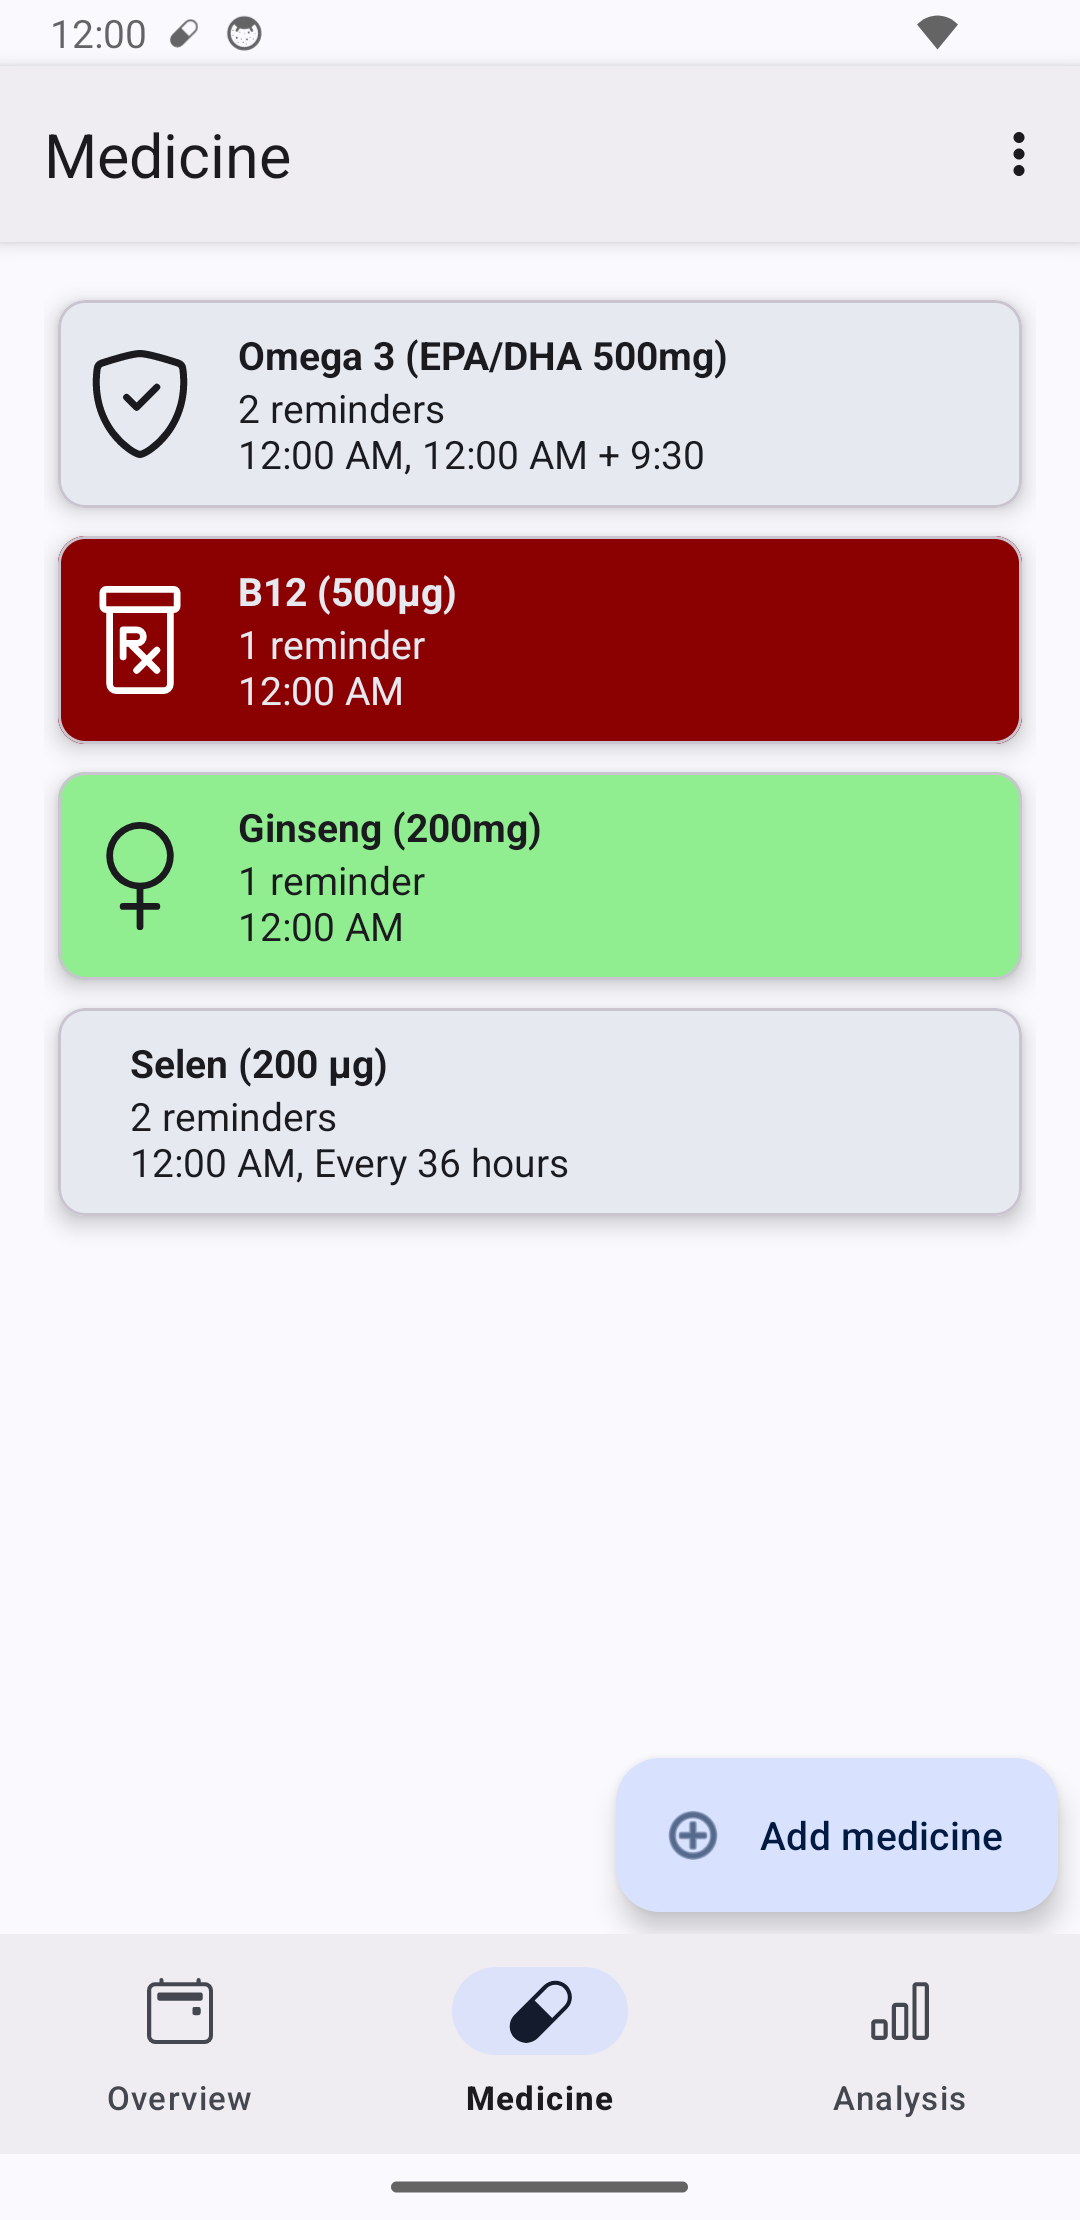 12:00
Medicine
Omega 3 (EPA/DHA 500mg)
2 reminders
12:00 AM, 12:00 AM + 9:30
B12 (500µg)
1 reminder
12:00 AM
Rx
Ginseng (200mg)
1 reminder
12:00 AM
Selen (200 µg)
2 reminders
12:00 AM, Every 36 hours
Add medicine
Overview
Medicine
Analysis